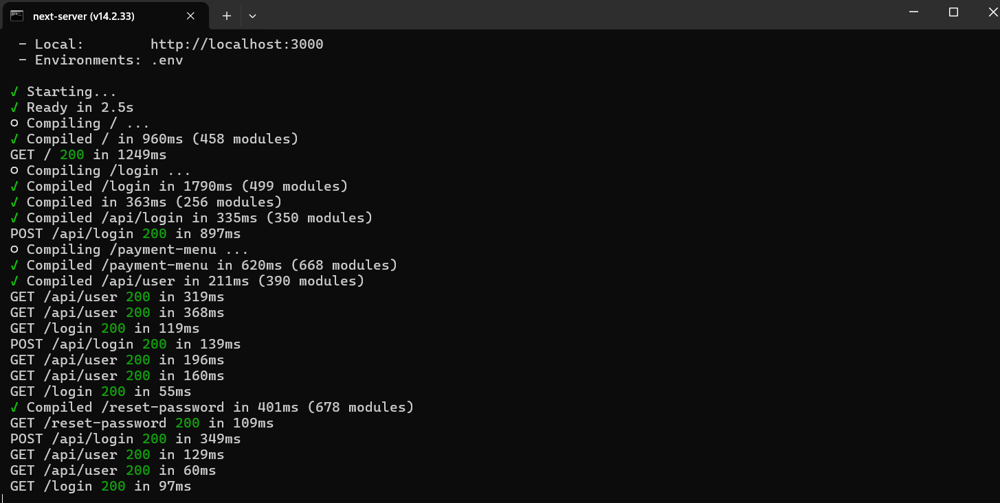 next-server (v14.2.33)
- Local:        http://localhost:3000
- Environments: .env
✓ Starting...
✓ Ready in 2.5s
○ Compiling / ...
✓ Compiled / in 960ms (458 modules)
GET / 200 in 1249ms
○ Compiling /login ...
✓ Compiled /login in 1790ms (499 modules)
✓ Compiled in 363ms (256 modules)
✓ Compiled /api/login in 335ms (350 modules)
POST /api/login 200 in 897ms
○ Compiling /payment-menu ...
✓ Compiled /payment-menu in 620ms (668 modules)
✓ Compiled /api/user in 211ms (390 modules)
GET /api/user 200 in 319ms
GET /api/user 200 in 368ms
GET /login 200 in 119ms
POST /api/login 200 in 139ms
GET /api/user 200 in 196ms
GET /api/user 200 in 160ms
GET /login 200 in 55ms
✓ Compiled /reset-password in 401ms (678 modules)
GET /reset-password 200 in 109ms
POST /api/login 200 in 349ms
GET /api/user 200 in 129ms
GET /api/user 200 in 60ms
GET /login 200 in 97ms